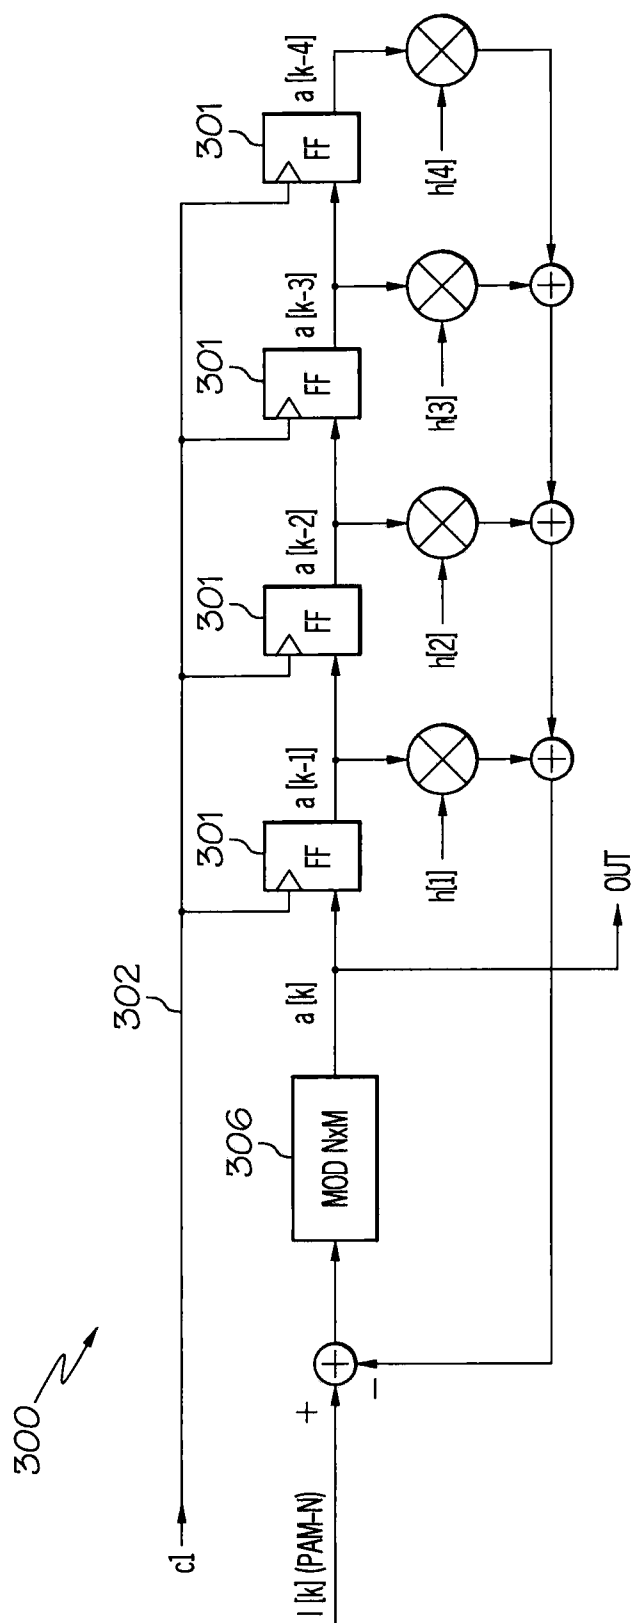 300
c1
302
301
301
301
301
I [k] (PAM-N)
+
−
306
MOD NxM
a [k]
FF
a [k-1]
FF
a [k-2]
FF
a [k-3]
FF
a [k-4]
h[1]
h[2]
h[3]
h[4]
OUT